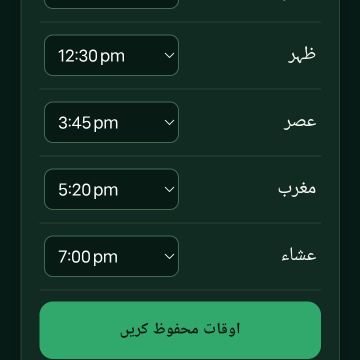 ظہر 12:30 pm
عصر 3:45 pm
مغرب 5:20 pm
عشاء 7:00 pm
اوقات محفوظ کریں